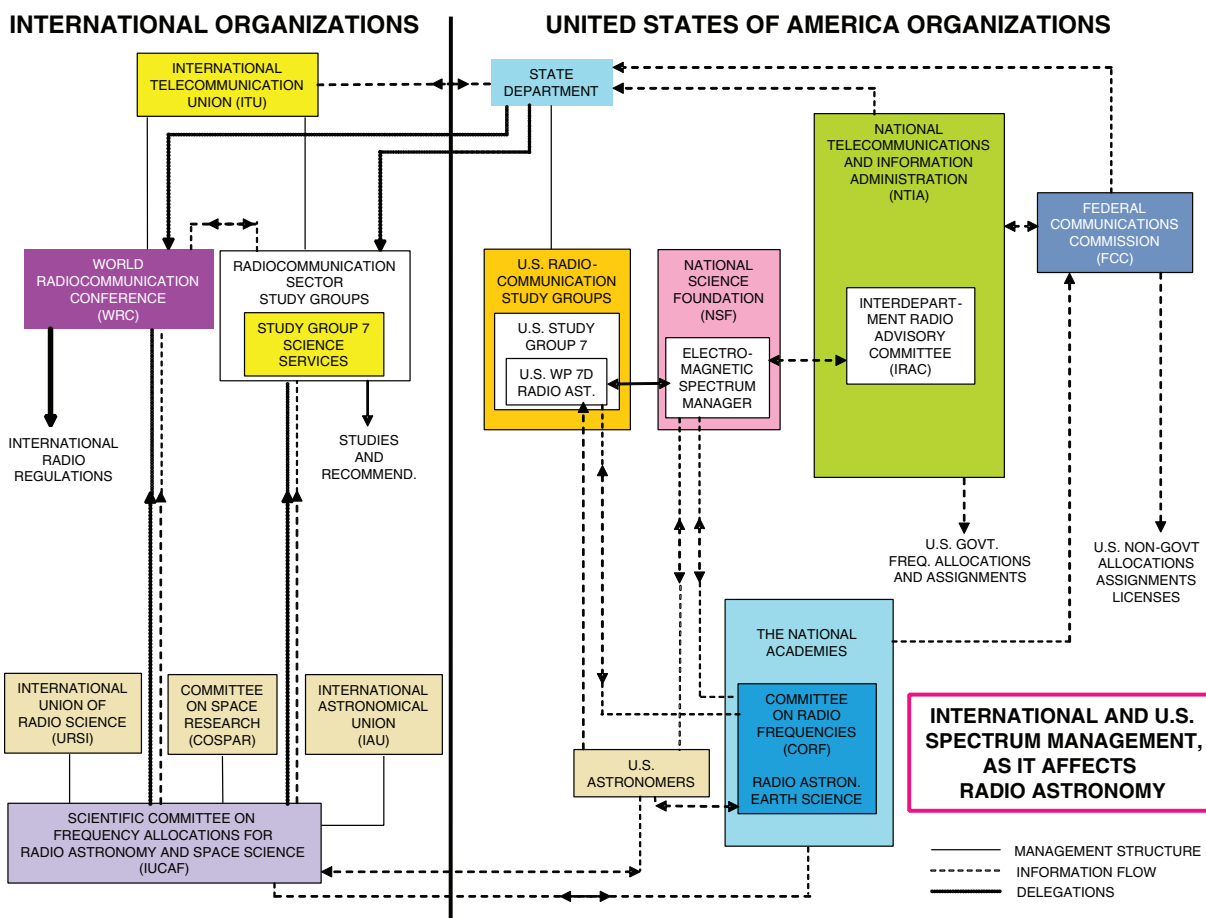 INTERNATIONAL ORGANIZATIONS
UNITED STATES OF AMERICA ORGANIZATIONS
INTERNATIONAL
TELECOMMUNICATION
UNION (ITU)
STATE
DEPARTMENT
NATIONAL
TELECOMMUNICATIONS
AND INFORMATION
ADMINISTRATION
(NTIA)
FEDERAL
COMMUNICATIONS
COMMISSION
(FCC)
WORLD
RADIOCOMMUNICATION
CONFERENCE
(WRC)
RADIOCOMMUNICATION
SECTOR
STUDY GROUPS
STUDY GROUP 7
SCIENCE
SERVICES
U.S. RADIO-
COMMUNICATION
STUDY GROUPS
U.S. STUDY
GROUP 7
U.S. WP 7D
RADIO AST.
NATIONAL
SCIENCE
FOUNDATION
(NSF)
ELECTRO-
MAGNETIC
SPECTRUM
MANAGER
INTERDEPART-
MENT RADIO
ADVISORY
COMMITTEE
(IRAC)
INTERNATIONAL
RADIO
REGULATIONS
STUDIES
AND
RECOMMEND.
U.S. GOVT.
FREQ. ALLOCATIONS
AND ASSIGNMENTS
U.S. NON-GOVT
ALLOCATIONS
ASSIGNMENTS
LICENSES
THE NATIONAL
ACADEMIES
COMMITTEE
ON RADIO
FREQUENCIES
(CORF)
RADIO ASTRON.
EARTH SCIENCE
INTERNATIONAL
UNION OF
RADIO SCIENCE
(URSI)
COMMITTEE
ON SPACE
RESEARCH
(COSPAR)
INTERNATIONAL
ASTRONOMICAL
UNION
(IAU)
U.S.
ASTRONOMERS
SCIENTIFIC COMMITTEE ON
FREQUENCY ALLOCATIONS FOR
RADIO ASTRONOMY AND SPACE SCIENCE
(IUCAF)
INTERNATIONAL AND U.S.
SPECTRUM MANAGEMENT,
AS IT AFFECTS
RADIO ASTRONOMY
MANAGEMENT STRUCTURE
INFORMATION FLOW
DELEGATIONS